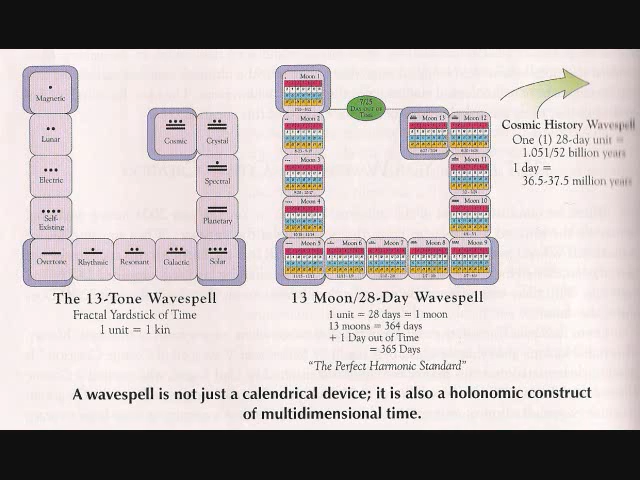 Magnetic
Lunar
Electric
Self-
Existing
Overtone
Rhythmic
Resonant
Galactic
Solar
Planetary
Spectral
Crystal
Cosmic
The 13-Tone Wavespell
Fractal Yardstick of Time
1 unit = 1 kin
Moon 1
Moon 2
Moon 3
Moon 4
Moon 5
Moon 6
Moon 7
Moon 8
Moon 9
Moon 10
Moon 11
Moon 12
Moon 13
7/25
Day out of
Time
13 Moon/28-Day Wavespell
1 unit = 28 days = 1 moon
13 moons = 364 days
+ 1 Day out of Time
= 365 Days
"The Perfect Harmonic Standard"
Cosmic History Wavespell
One (1) 28-day unit =
1.051/52 billion years
1 day =
36.5-37.5 million years
A wavespell is not just a calendrical device; it is also a holonomic construct
of multidimensional time.